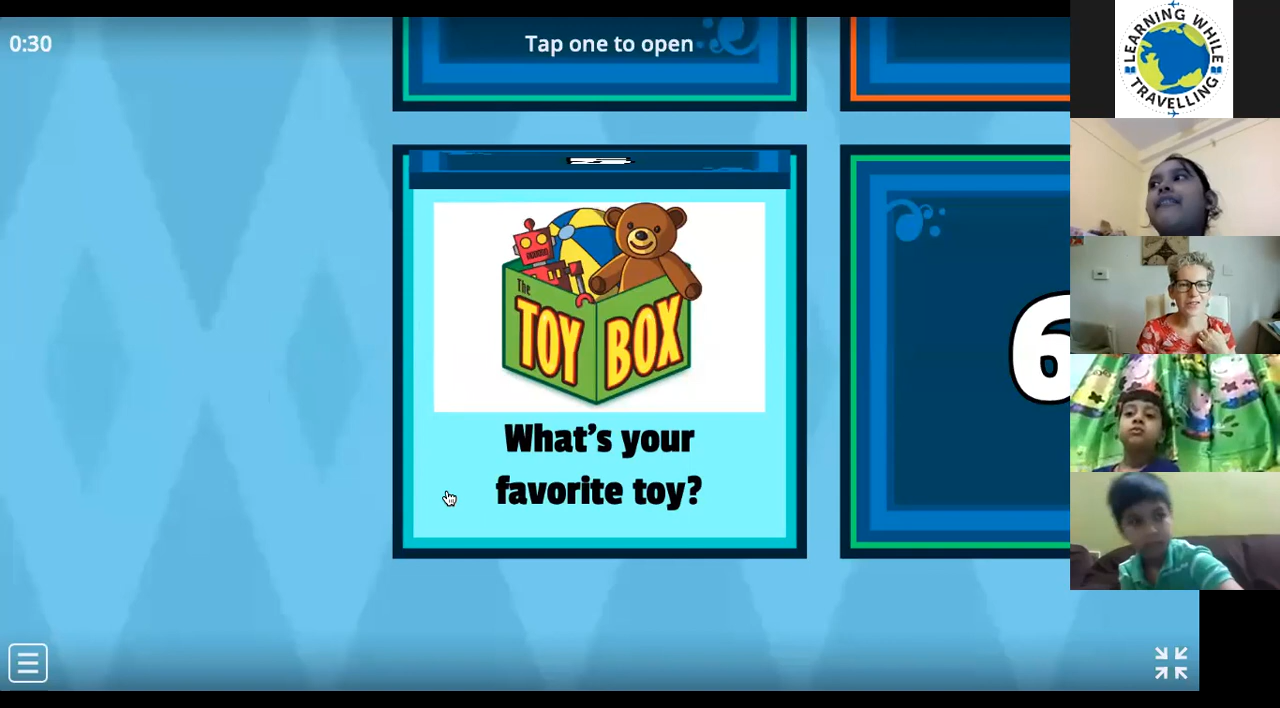 0:30
Tap one to open
LEARNING WHILE
TRAVELLING
The
TOY BOX
What's your
favorite toy?
6